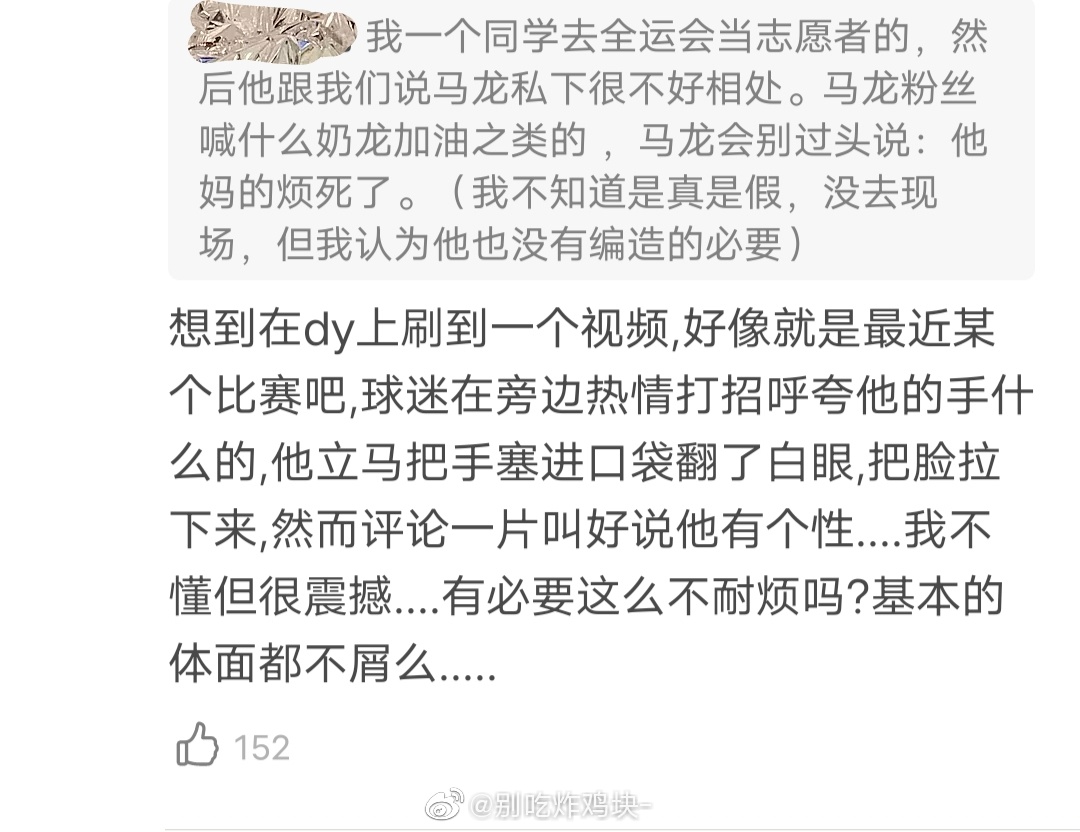 我一个同学去全运会当志愿者的，然
后他跟我们说马龙私下很不好相处。马龙粉丝
喊什么奶龙加油之类的 ，马龙会别过头说：他
妈的烦死了。（我不知道是真是假，没去现
场，但我认为他也没有编造的必要）
想到在dy上刷到一个视频,好像就是最近某
个比赛吧,球迷在旁边热情打招呼夸他的手什
么的,他立马把手塞进口袋翻了白眼,把脸拉
下来,然而评论一片叫好说他有个性....我不
懂但很震撼....有必要这么不耐烦吗?基本的
体面都不屑么.....
152
@别吃炸鸡块-